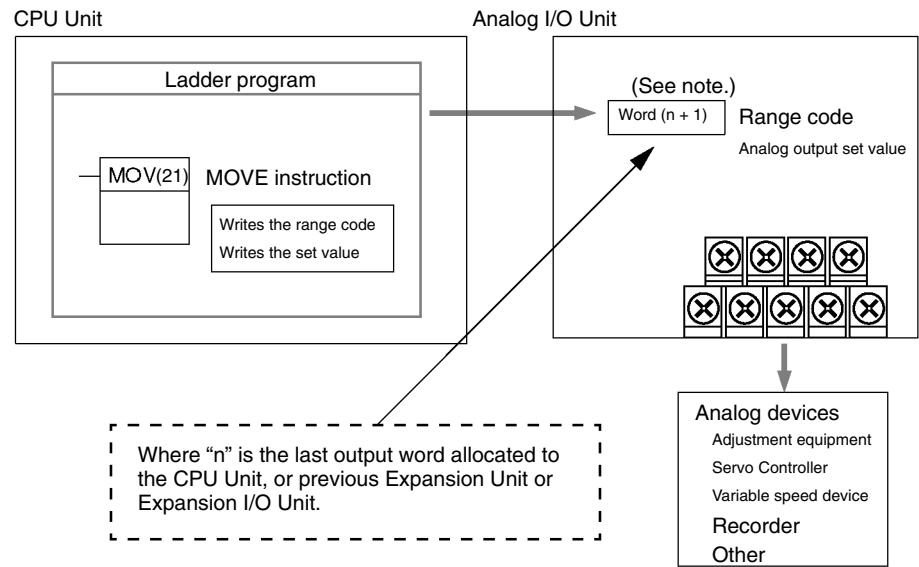 CPU Unit
Analog I/O Unit
Ladder program
MOV(21)
MOVE instruction
Writes the range code
Writes the set value
(See note.)
Word (n + 1)
Range code
Analog output set value
Where “n” is the last output word allocated to
the CPU Unit, or previous Expansion Unit or
Expansion I/O Unit.
Analog devices
Adjustment equipment
Servo Controller
Variable speed device
Recorder
Other